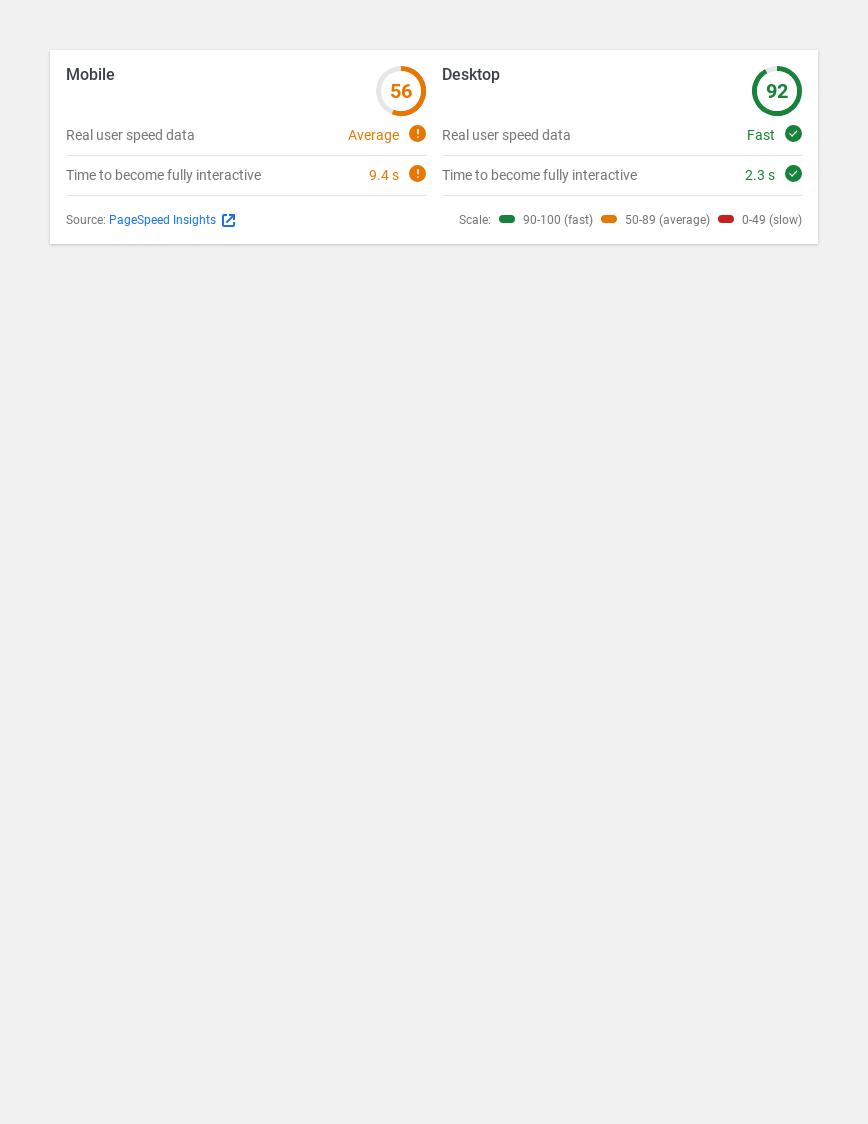 Mobile
56
Real user speed data Average
Time to become fully interactive 9.4 s
Desktop
92
Real user speed data Fast
Time to become fully interactive 2.3 s
Source: PageSpeed Insights
Scale: 90-100 (fast) 50-89 (average) 0-49 (slow)